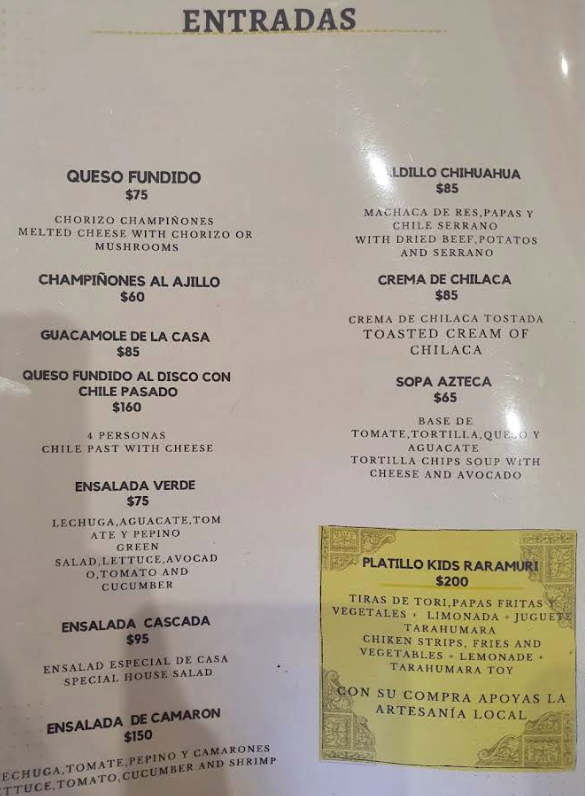 ENTRADAS
QUESO FUNDIDO
$75
CHORIZO CHAMPIÑONES
MELTED CHEESE WITH CHORIZO OR
MUSHROOMS
CHAMPIÑONES AL AJILLO
$60
GUACAMOLE DE LA CASA
$85
QUESO FUNDIDO AL DISCO CON
CHILE PASADO
$160
4 PERSONAS
CHILE PAST WITH CHEESE
ENSALADA VERDE
$75
LECHUGA,AGUACATE,TOM
ATE Y PEPINO
GREEN
SALAD,LETTUCE,AVOCAD
O,TOMATO AND
CUCUMBER
ENSALADA CASCADA
$95
ENSALAD ESPECIAL DE CASA
SPECIAL HOUSE SALAD
ENSALADA DE CAMARON
$150
ECHUGA,TOMATE,PEPINO Y CAMARONES
ETTUCE,TOMATO,CUCUMBER AND SHRIMP
ALDILLO CHIHUAHUA
$85
MACHACA DE RES,PAPAS Y
CHILE SERRANO
WITH DRIED BEEF,POTATOS
AND SERRANO
CREMA DE CHILACA
$85
CREMA DE CHILACA TOSTADA
TOASTED CREAM OF
CHILACA
SOPA AZTECA
$65
BASE DE
TOMATE,TORTILLA,QUESO Y
AGUACATE
TORTILLA CHIPS SOUP WITH
CHEESE AND AVOCADO
PLATILLO KIDS RARAMURI
$200
TIRAS DE TORI,PAPAS FRITAS Y
VEGETALES + LIMONADA + JUGUETE
TARAHUMARA
CHIKEN STRIPS, FRIES AND
VEGETABLES + LEMONADE +
TARAHUMARA TOY
CON SU COMPRA APOYAS LA
ARTESANÍA LOCAL